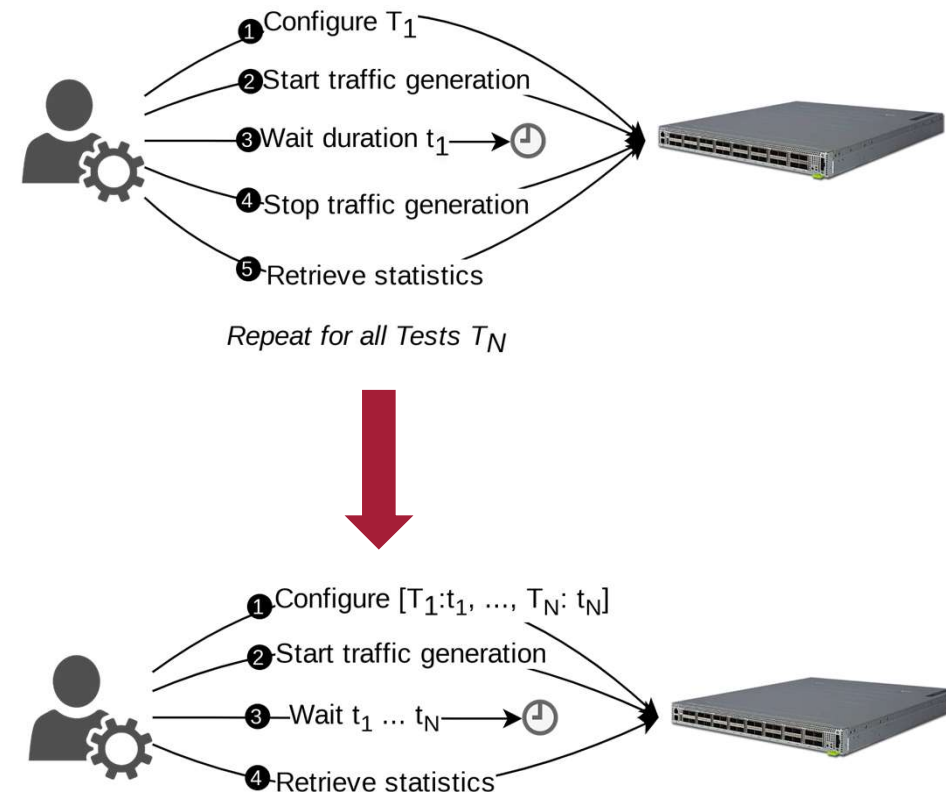 1 Configure T1
2 Start traffic generation
3 Wait duration t1
4 Stop traffic generation
5 Retrieve statistics
Repeat for all Tests TN
1 Configure [T1:t1, ..., TN: tN]
2 Start traffic generation
3 Wait t1 ... tN
4 Retrieve statistics